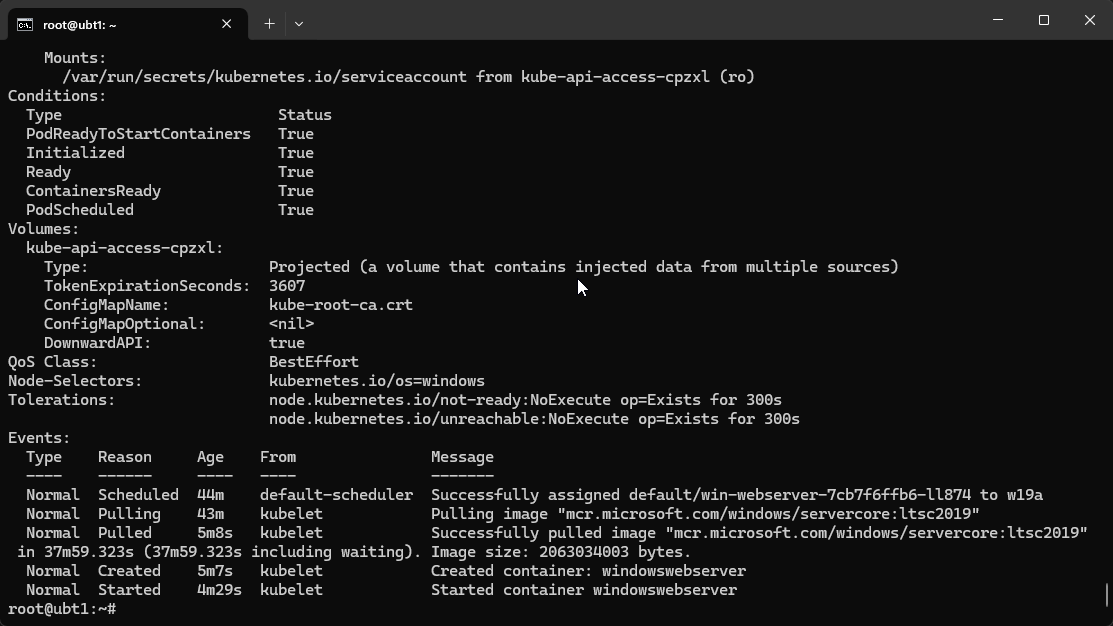 root@ubt1: ~
Mounts:
/var/run/secrets/kubernetes.io/serviceaccount from kube-api-access-cpzxl (ro)
Conditions:
Type                        Status
PodReadyToStartContainers   True
Initialized                 True
Ready                       True
ContainersReady             True
PodScheduled                True
Volumes:
kube-api-access-cpzxl:
Type:                    Projected (a volume that contains injected data from multiple sources)
TokenExpirationSeconds:  3607
ConfigMapName:           kube-root-ca.crt
ConfigMapOptional:       <nil>
DownwardAPI:             true
QoS Class:                   BestEffort
Node-Selectors:              kubernetes.io/os=windows
Tolerations:                 node.kubernetes.io/not-ready:NoExecute op=Exists for 300s
node.kubernetes.io/unreachable:NoExecute op=Exists for 300s
Events:
Type    Reason     Age    From               Message
----    ------     ----   ----               -------
Normal  Scheduled  44m    default-scheduler  Successfully assigned default/win-webserver-7cb7f6ffb6-ll874 to w19a
Normal  Pulling    43m    kubelet            Pulling image "mcr.microsoft.com/windows/servercore:ltsc2019"
Normal  Pulled     5m8s   kubelet            Successfully pulled image "mcr.microsoft.com/windows/servercore:ltsc2019"
in 37m59.323s (37m59.323s including waiting). Image size: 2063034003 bytes.
Normal  Created    5m7s   kubelet            Created container: windowswebserver
Normal  Started    4m29s  kubelet            Started container windowswebserver
root@ubt1:~#